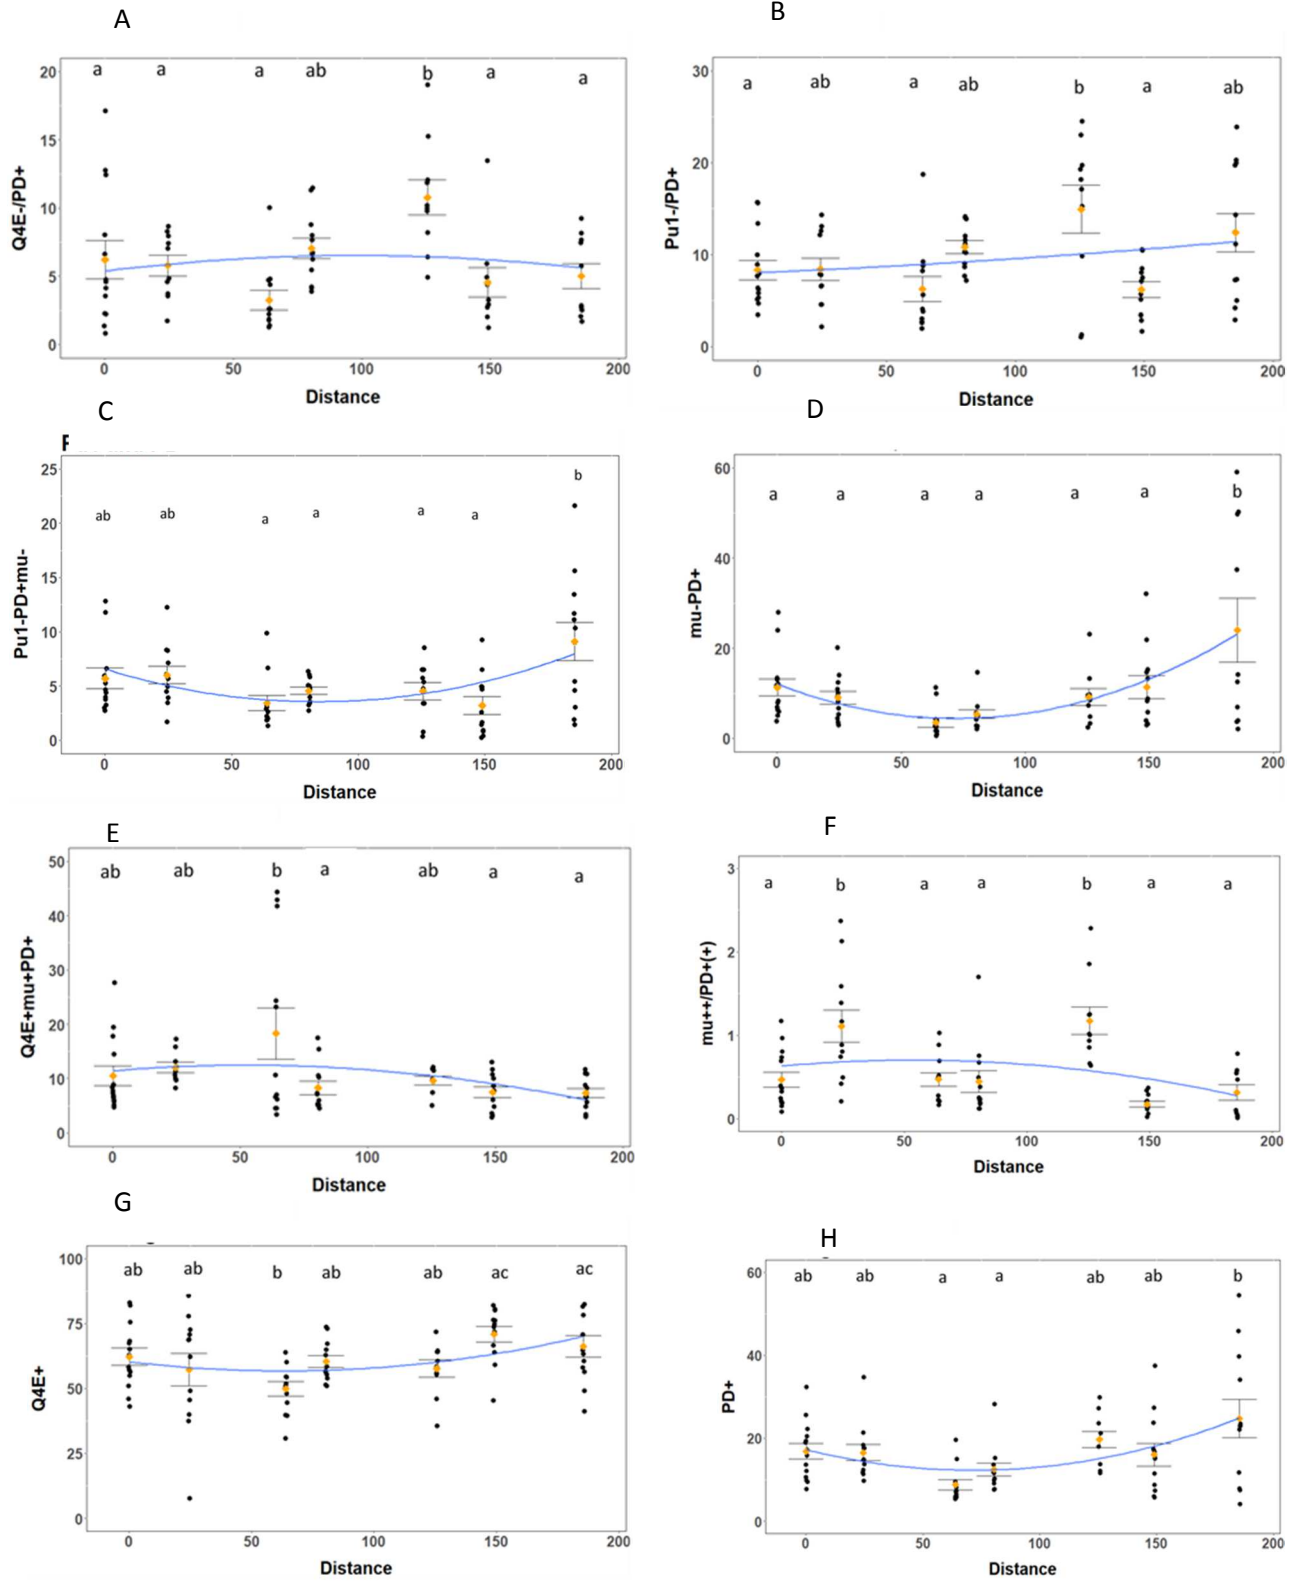 A
B
a a a ab b a a
Q4E-/PD+
20
15
10
5
0
0 50 100 150 200
Distance
a ab a ab b a ab
Pu1-/PD+
30
20
10
0
0 50 100 150 200
Distance
C
D
ab ab a a a a b
Pu1-PD+mu-
25
20
15
10
5
0
0 50 100 150 200
Distance
a a a a a a b
mu-PD+
60
40
20
0
0 50 100 150 200
Distance
E
F
ab ab b a ab a a
Q4E+mu+PD+
50
40
30
20
10
0
0 50 100 150 200
Distance
a b a a b a a
mu++/PD+(+)
3
2
1
0
0 50 100 150 200
Distance
G
H
ab ab b ab ab ac ac
Q4E+
100
75
50
25
0
0 50 100 150 200
Distance
ab ab a a ab ab b
PD+
60
40
20
0
0 50 100 150 200
Distance